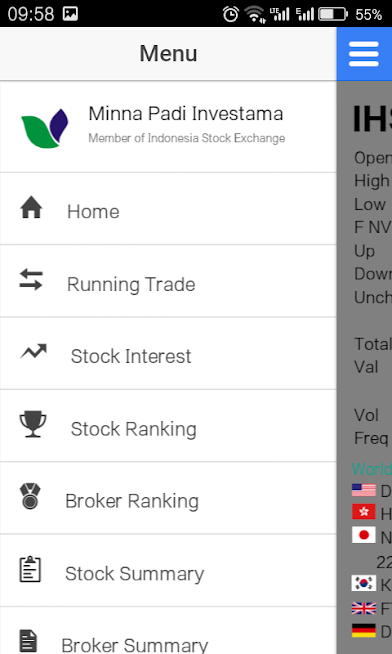 09:58 LTE E 55%
Menu
Minna Padi Investama
Member of Indonesia Stock Exchange
Home
Running Trade
Stock Interest
Stock Ranking
Broker Ranking
Stock Summary
Broker Summary
IHS
Open
High
Low
F NV
Up
Down
Unch
Total
Val
Vol
Freq
World
D
H
N
22
K
F
D